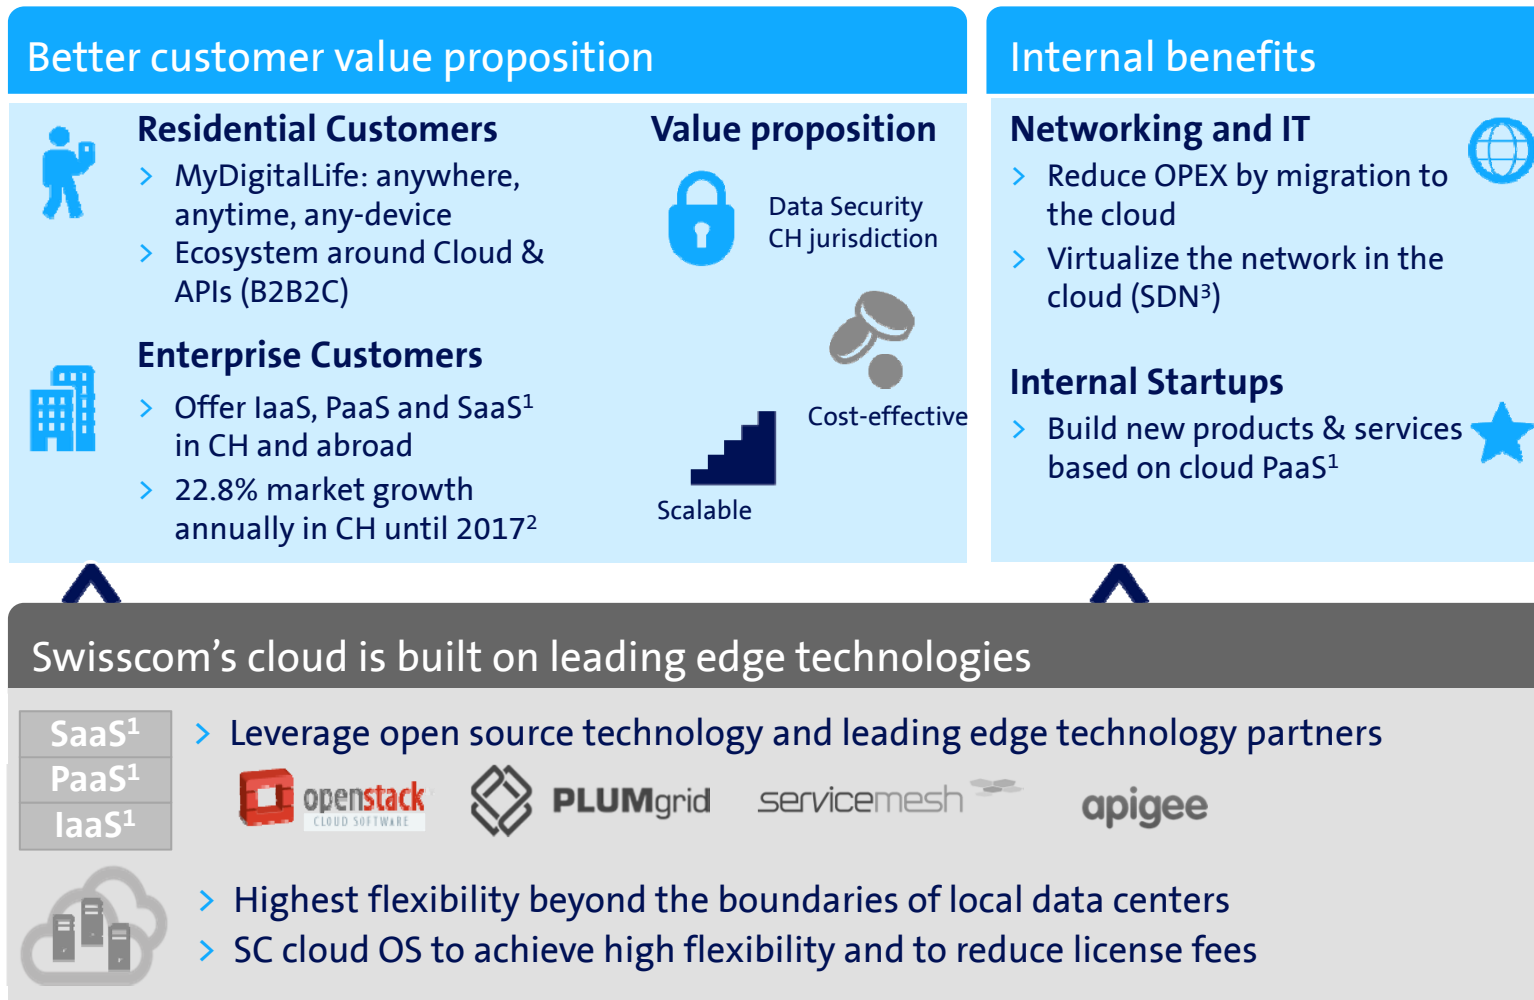 Better customer value proposition
Residential Customers
> MyDigitalLife: anywhere,
anytime, any-device
> Ecosystem around Cloud &
APIs (B2B2C)
Enterprise Customers
> Offer IaaS, PaaS and SaaS¹
in CH and abroad
> 22.8% market growth
annually in CH until 2017²
Value proposition
Data Security
CH jurisdiction
Cost-effective
Scalable
Internal benefits
Networking and IT
> Reduce OPEX by migration to
the cloud
> Virtualize the network in the
cloud (SDN³)
Internal Startups
> Build new products & services
based on cloud PaaS¹
Swisscom’s cloud is built on leading edge technologies
SaaS¹
PaaS¹
IaaS¹
> Leverage open source technology and leading edge technology partners
openstack
CLOUD SOFTWARE
PLUMgrid
servicemesh
apigee
> Highest flexibility beyond the boundaries of local data centers
> SC cloud OS to achieve high flexibility and to reduce license fees